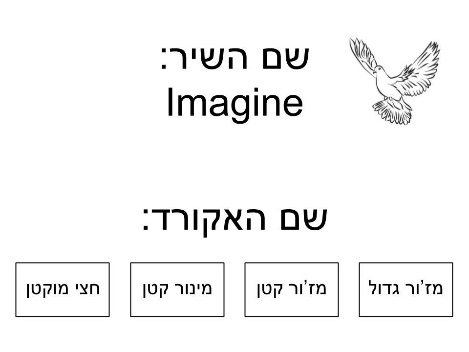 שם השיר:
Imagine
שם האקורד:
מז'ור גדול
מז'ור קטן
מינור קטן
חצי מוקטן